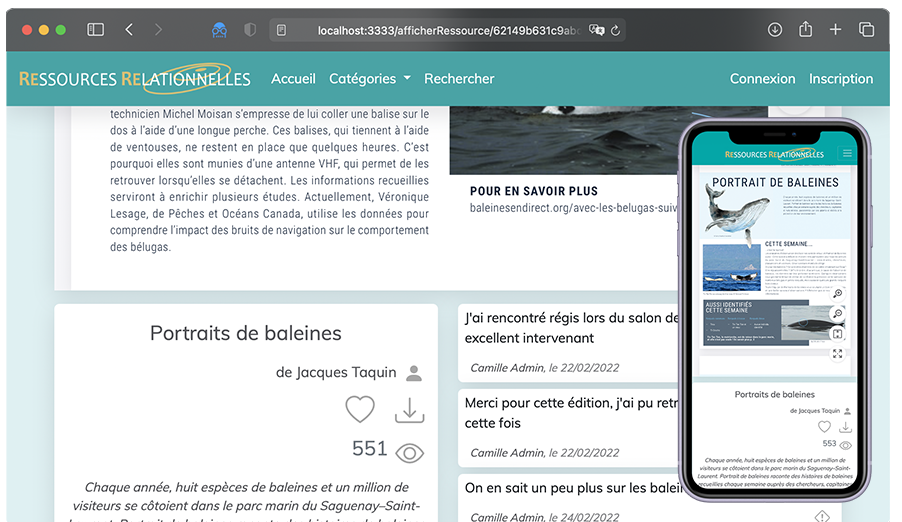 localhost:3333/afficherRessource/62149b631c9abc
RESSOURCES RELATIONNELLES
Accueil
Catégories
Rechercher
Connexion
Inscription
technicien Michel Moisan s'empresse de lui coller une balise sur le
dos à l'aide d'une longue perche. Ces balises, qui tiennent à l'aide
de ventouses, ne restent en place que quelques heures. C'est
pourquoi elles sont munies d'une antenne VHF, qui permet de les
retrouver lorsqu'elles se détachent. Les informations recueillies
serviront à enrichir plusieurs études. Actuellement, Véronique
Lesage, de Pêches et Océans Canada, utilise les données pour
comprendre l'impact des bruits de navigation sur le comportement
des bélugas.
POUR EN SAVOIR PLUS
baleinesendirect.org/avec-les-belugas-suiv
Portraits de baleines
de Jacques Taquin
551
Chaque année, huit espèces de baleines et un million de
visiteurs se côtoient dans le parc marin du Saguenay–Saint-
J'ai rencontré régis lors du salon de
excellent intervenant
Camille Admin, le 22/02/2022
Merci pour cette édition, j'ai pu retr
cette fois
Camille Admin, le 22/02/2022
On en sait un peu plus sur les balein
Camille Admin, le 24/02/2022
RESSOURCES RELATIONNELLES
PORTRAIT DE BALEINES
CETTE SEMAINE...
AUSSI IDENTIFIÉS
CETTE SEMAINE
Portraits de baleines
de Jacques Taquin
553
Chaque année, huit espèces de baleines et un million de
visiteurs se côtoient dans le parc marin du Saguenay–Saint-
Laurent. Portrait de baleines raconte des histoires de baleines
recueillies chaque semaine auprès des chercheurs, capitaines,